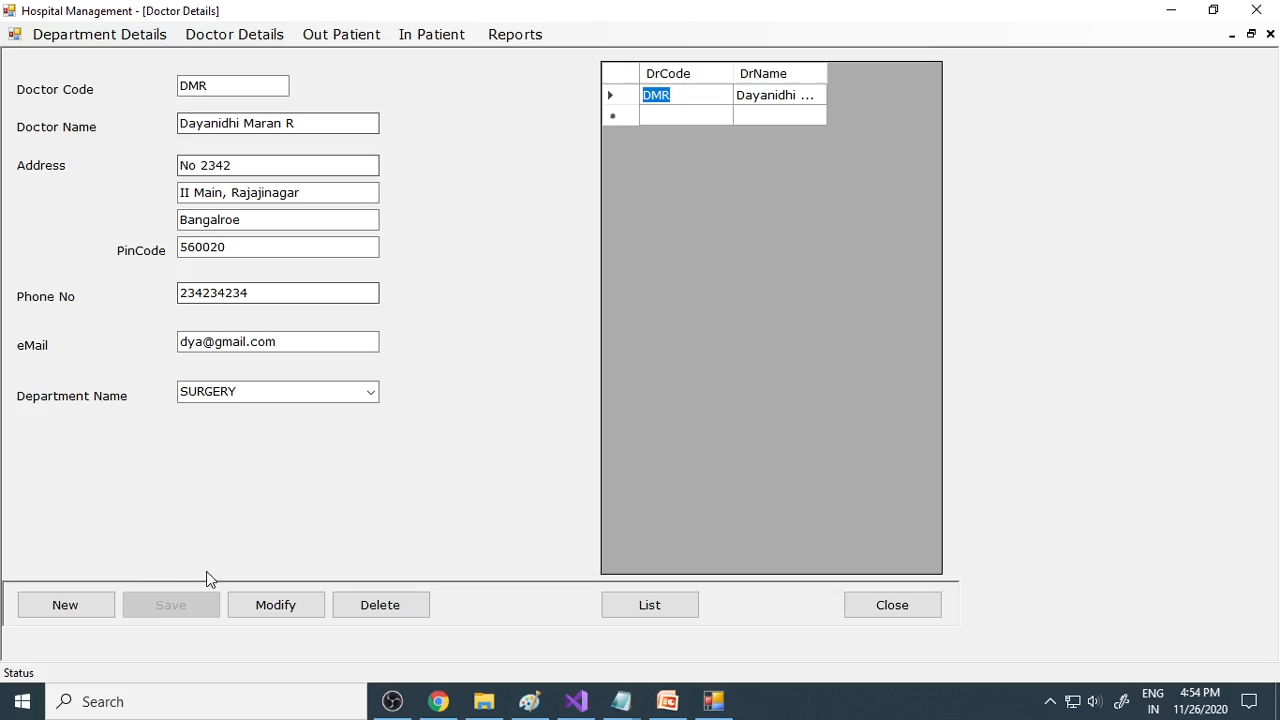 Hospital Management - [Doctor Details]
Department Details Doctor Details Out Patient In Patient Reports
Doctor Code DMR
Doctor Name Dayanidhi Maran R
Address No 2342
II Main, Rajajinagar
Bangalroe
PinCode 560020
Phone No 234234234
eMail dya@gmail.com
Department Name SURGERY
DrCode DrName
DMR Dayanidhi ...
New Save Modify Delete List Close
Status
Search
ENG
IN
4:54 PM
11/26/2020